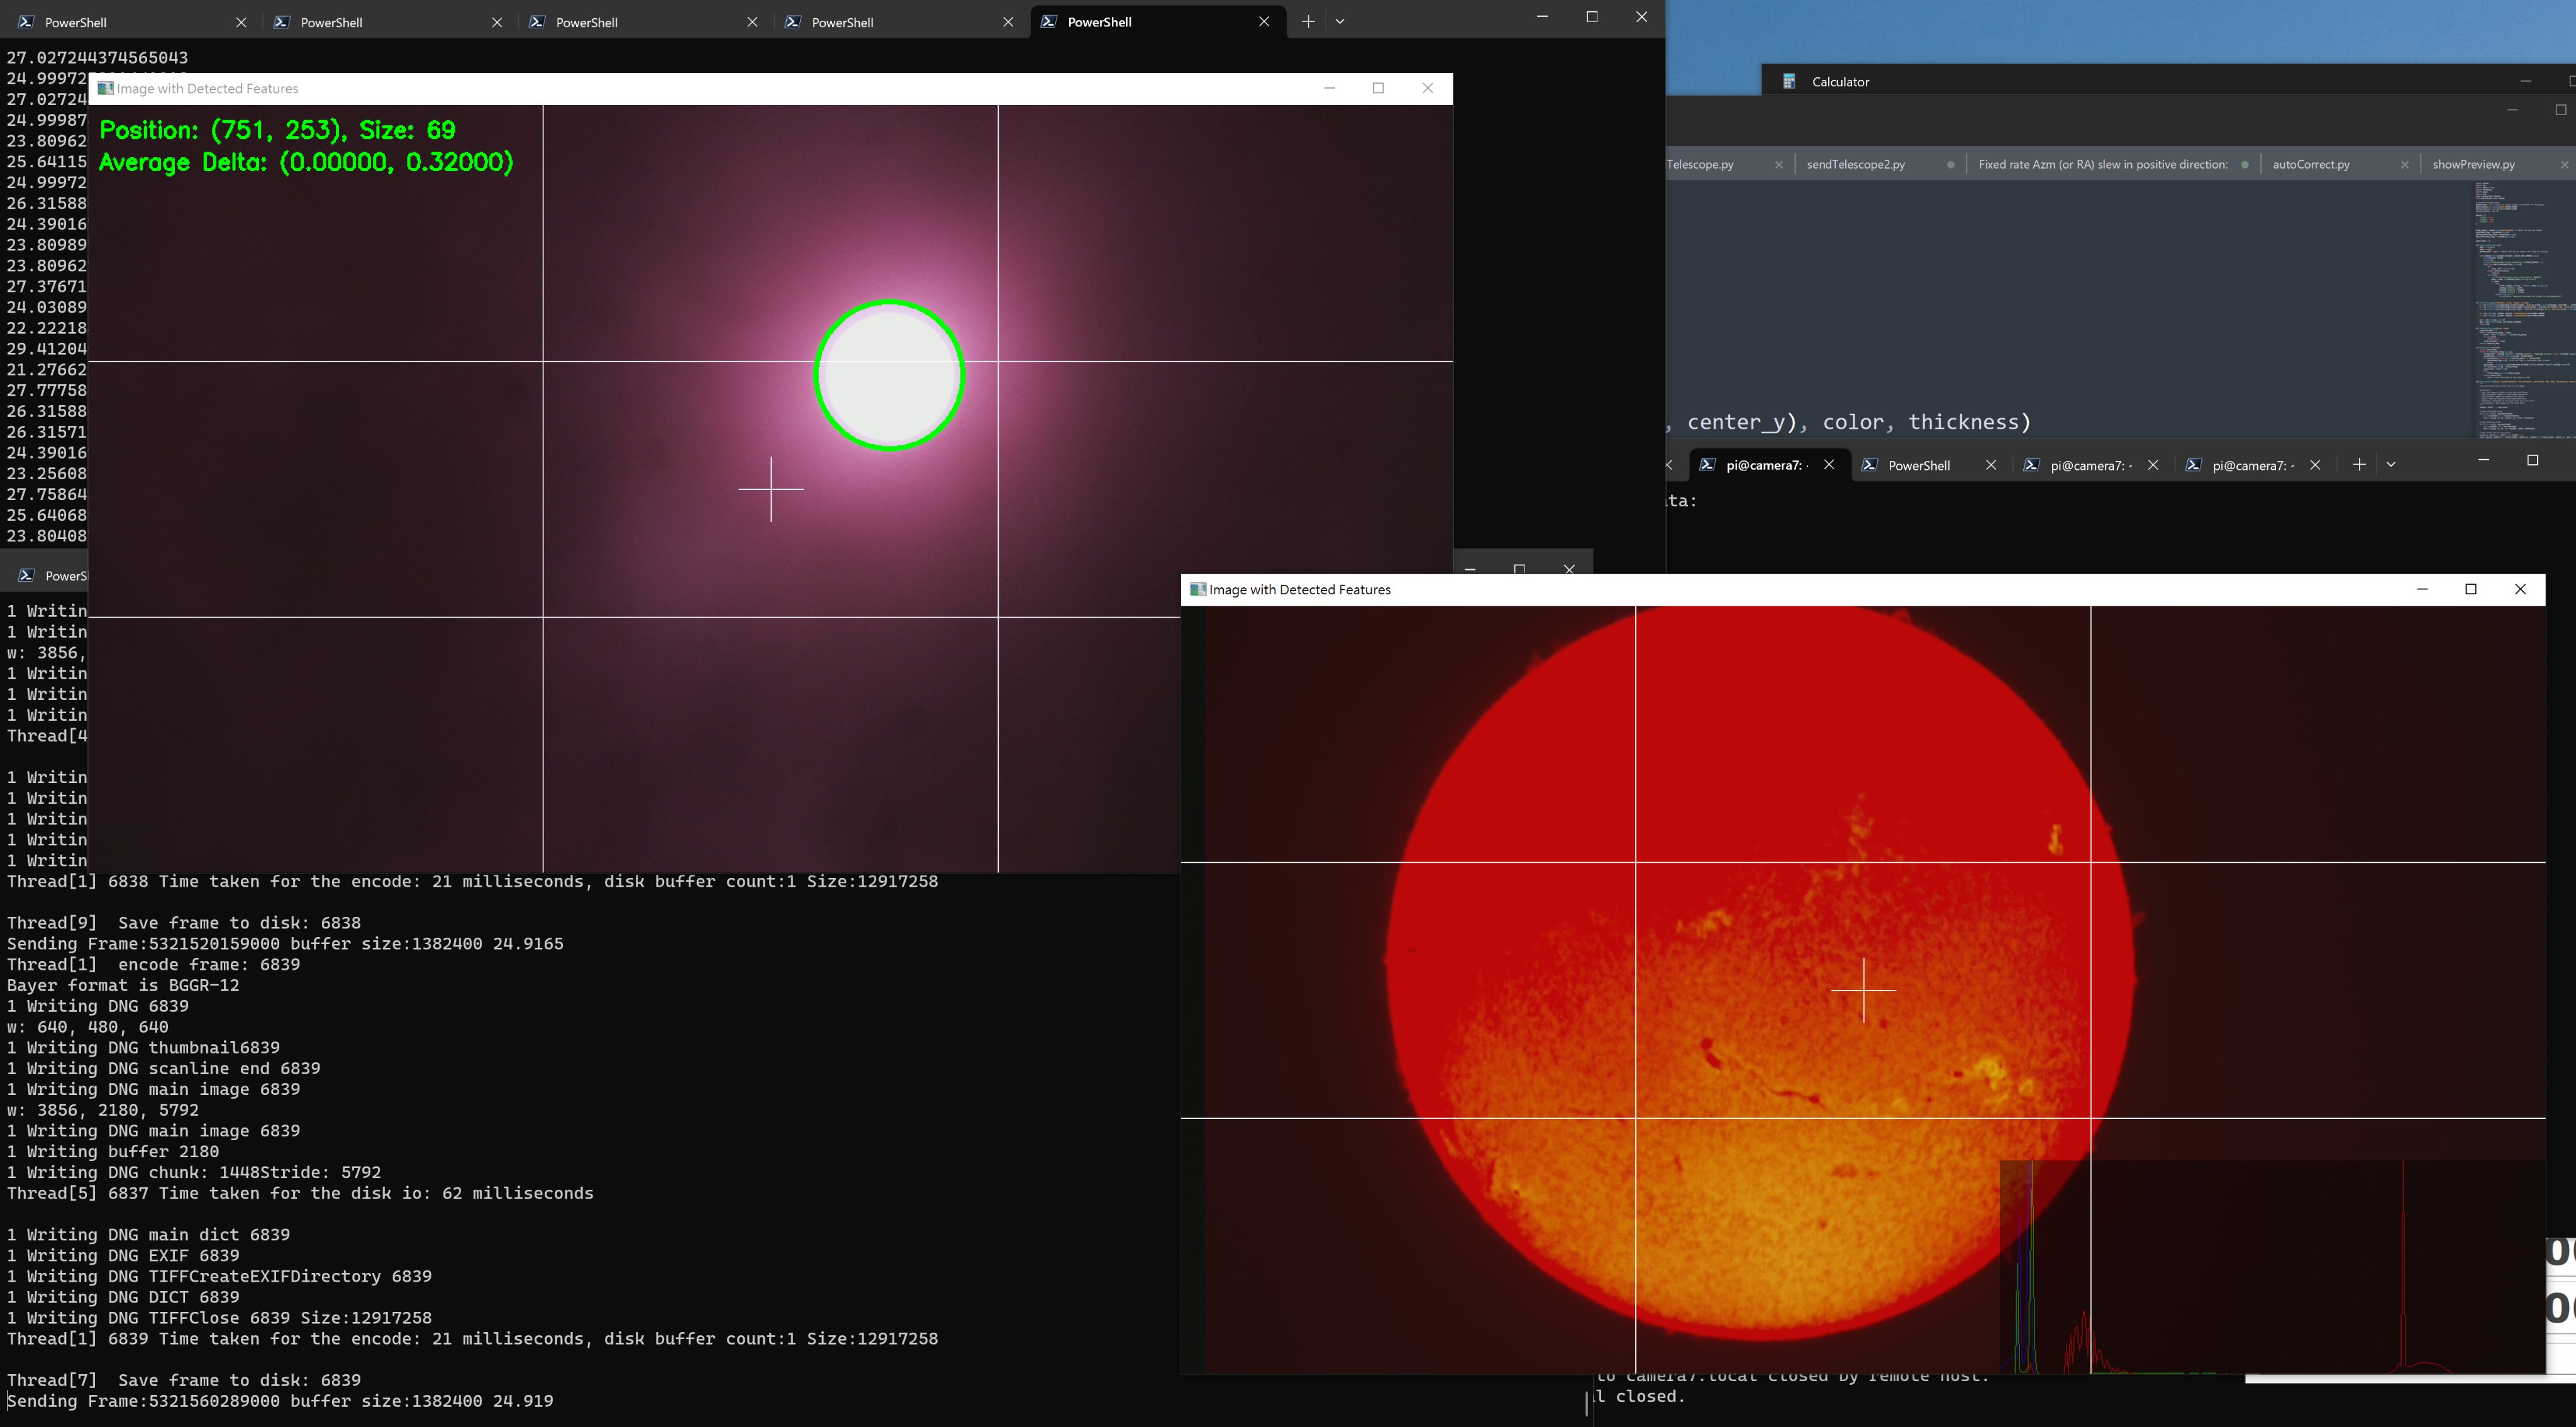 PowerShell
PowerShell
PowerShell
PowerShell
PowerShell
27.027244374565043
24.99972
27.02724
24.99987
23.80962
25.64115
24.99972
26.31588
24.39016
23.80989
23.80962
27.37671
24.03089
22.22218
29.41204
21.27662
27.77758
26.31588
26.31571
24.39016
23.25608
27.75864
25.64068
23.80408
Image with Detected Features
Position: (751, 253), Size: 69
Average Delta: (0.00000, 0.32000)
Calculator
Telescope.py
sendTelescope2.py
Fixed rate Azm (or RA) slew in positive direction:
autoCorrect.py
showPreview.py
, center_y), color, thickness)
pi@camera7: ·
PowerShell
pi@camera7: -
pi@camera7: -
ta:
PowerS
1 Writin
1 Writin
w: 3856,
1 Writin
1 Writin
1 Writin
Thread[4
1 Writin
1 Writin
1 Writin
1 Writin
1 Writin
Thread[1] 6838 Time taken for the encode: 21 milliseconds, disk buffer count:1 Size:12917258
Thread[9]  Save frame to disk: 6838
Sending Frame:5321520159000 buffer size:1382400 24.9165
Thread[1]  encode frame: 6839
Bayer format is BGGR-12
1 Writing DNG 6839
w: 640, 480, 640
1 Writing DNG thumbnail6839
1 Writing DNG scanline end 6839
1 Writing DNG main image 6839
w: 3856, 2180, 5792
1 Writing DNG main image 6839
1 Writing buffer 2180
1 Writing DNG chunk: 1448Stride: 5792
Thread[5] 6837 Time taken for the disk io: 62 milliseconds
1 Writing DNG main dict 6839
1 Writing DNG EXIF 6839
1 Writing DNG TIFFCreateEXIFDirectory 6839
1 Writing DNG DICT 6839
1 Writing DNG TIFFClose 6839 Size:12917258
Thread[1] 6839 Time taken for the encode: 21 milliseconds, disk buffer count:1 Size:12917258
Thread[7]  Save frame to disk: 6839
Sending Frame:5321560289000 buffer size:1382400 24.919
Image with Detected Features
to camera7.local closed by remote host.
l closed.